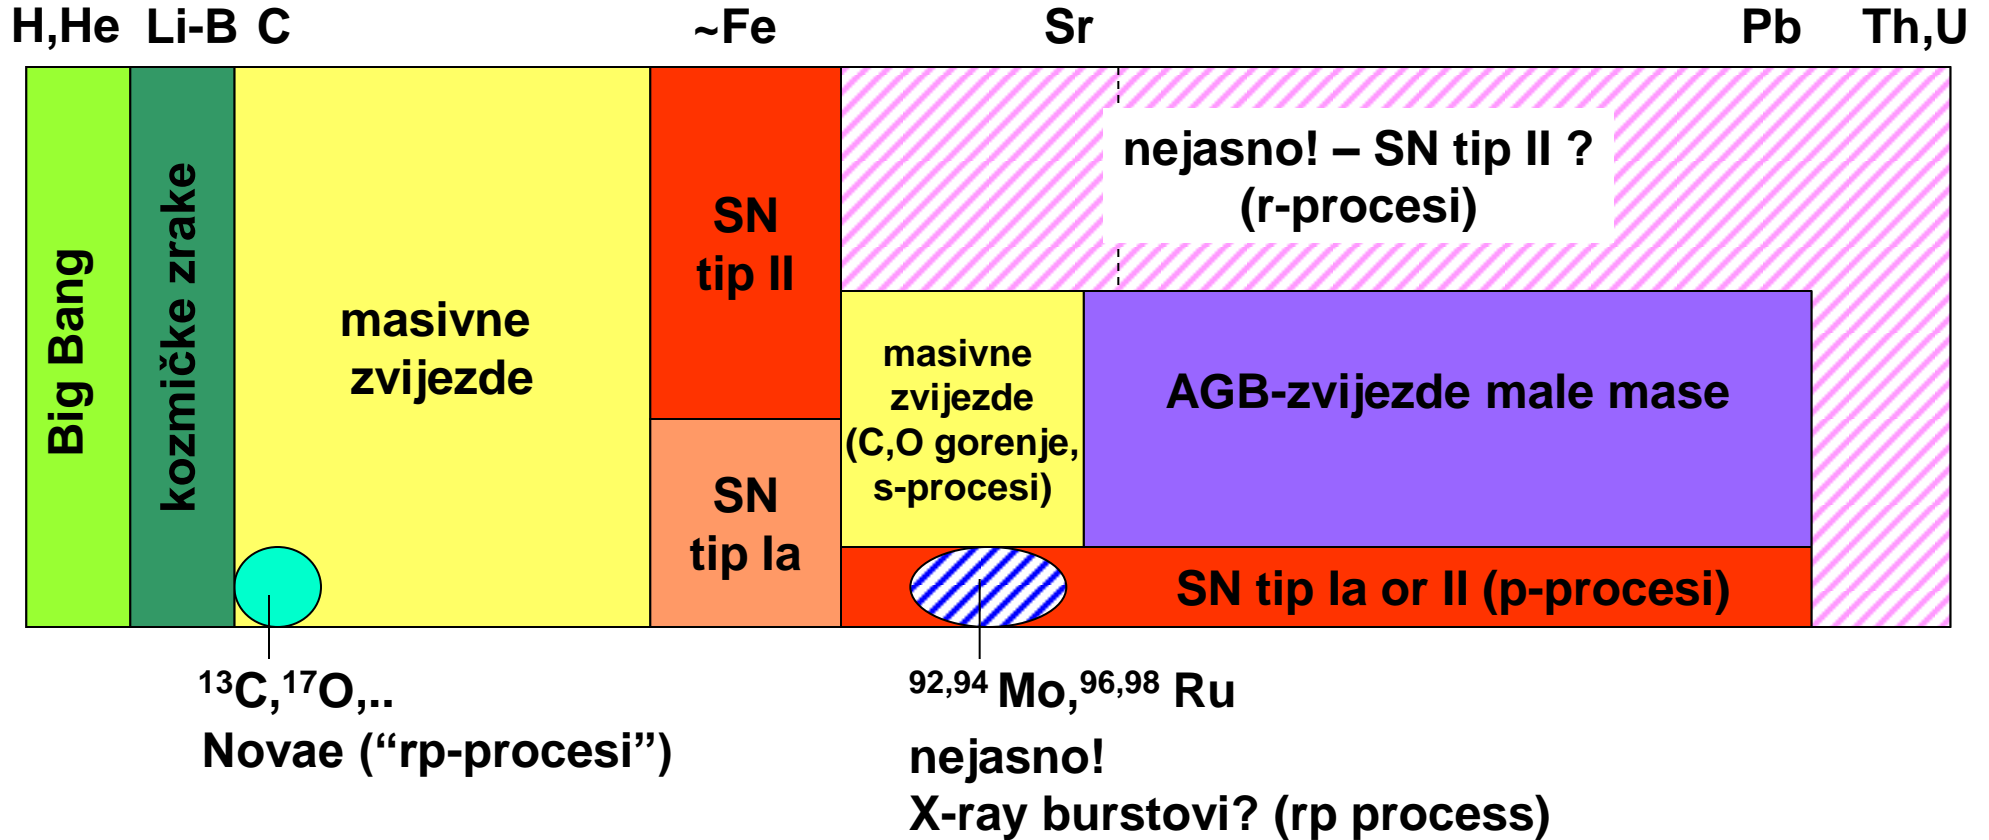 H,He Li-B C ~Fe Sr Pb Th,U
Big Bang
kozmičke zrake
masivne
zvijezde
SN
tip II
SN
tip Ia
nejasno! – SN tip II ?
(r-procesi)
masivne
zvijezde
(C,O gorenje,
s-procesi)
AGB-zvijezde male mase
SN tip Ia or II (p-procesi)
¹³C,¹⁷O,..
Novae (“rp-procesi”)
⁹²,⁹⁴ Mo,⁹⁶,⁹⁸ Ru
nejasno!
X-ray burstovi? (rp process)